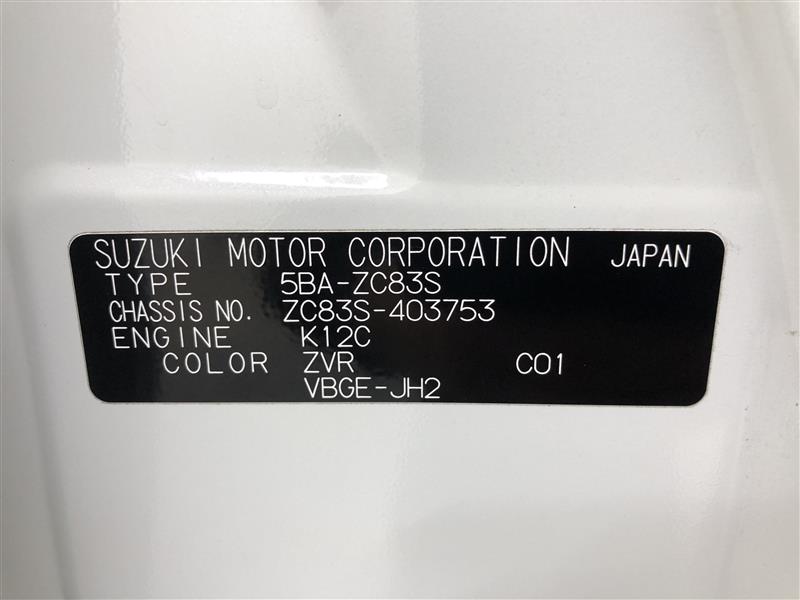 SUZUKI MOTOR CORPORATION JAPAN
TYPE 5BA-ZC83S
CHASSIS NO. ZC83S-403753
ENGINE K12C
COLOR ZVR C01
VBGE-JH2